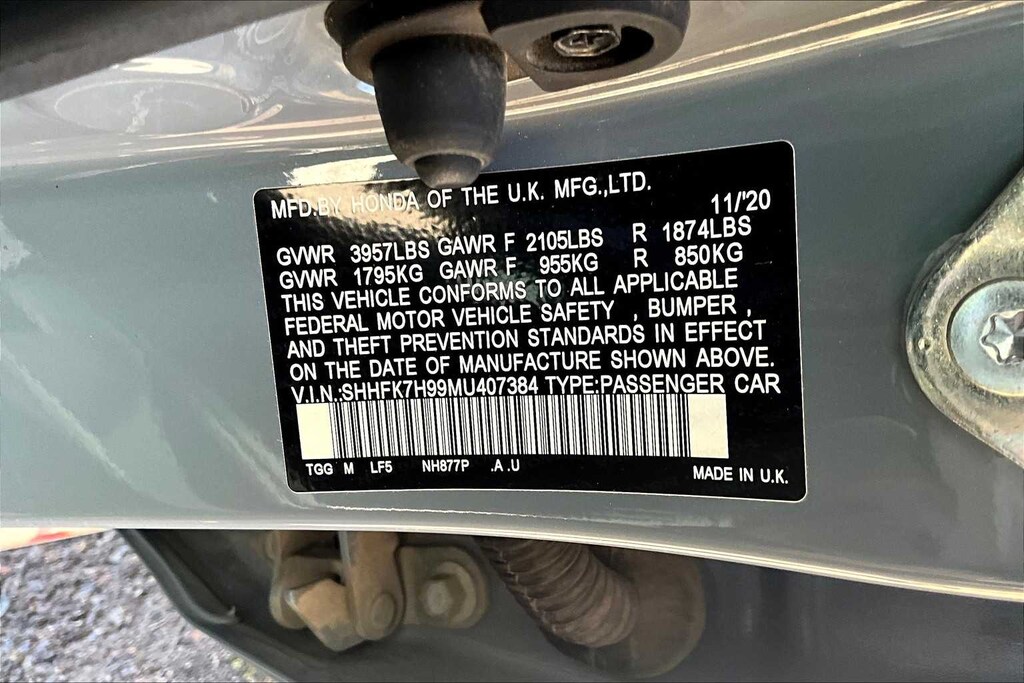 MFD.BY HONDA OF THE U.K. MFG.,LTD. 11/'20
GVWR 3957LBS GAWR F 2105LBS R 1874LBS
GVWR 1795KG GAWR F 955KG R 850KG
THIS VEHICLE CONFORMS TO ALL APPLICABLE
FEDERAL MOTOR VEHICLE SAFETY , BUMPER ,
AND THEFT PREVENTION STANDARDS IN EFFECT
ON THE DATE OF MANUFACTURE SHOWN ABOVE.
V.I.N.:SHHFK7H99MU407384 TYPE:PASSENGER CAR
TGG M LF5 NH877P .A .U MADE IN U.K.